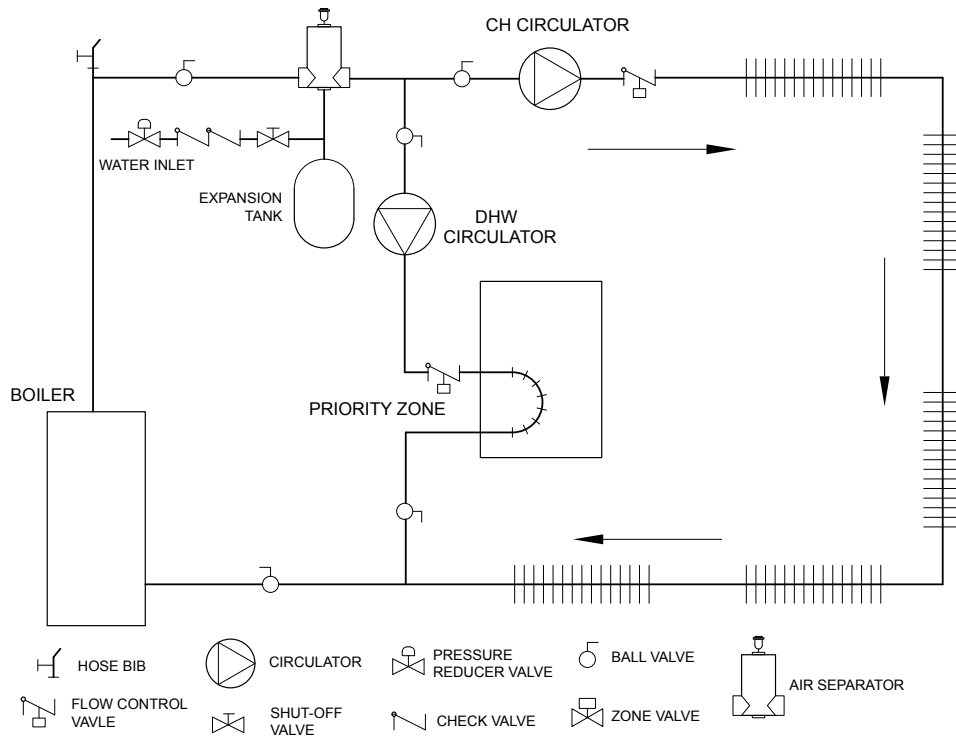 CH CIRCULATOR
WATER INLET
EXPANSION
TANK
DHW
CIRCULATOR
BOILER
PRIORITY ZONE
HOSE BIB
CIRCULATOR
PRESSURE
REDUCER VALVE
BALL VALVE
AIR SEPARATOR
FLOW CONTROL
VAVLE
SHUT-OFF
VALVE
CHECK VALVE
ZONE VALVE